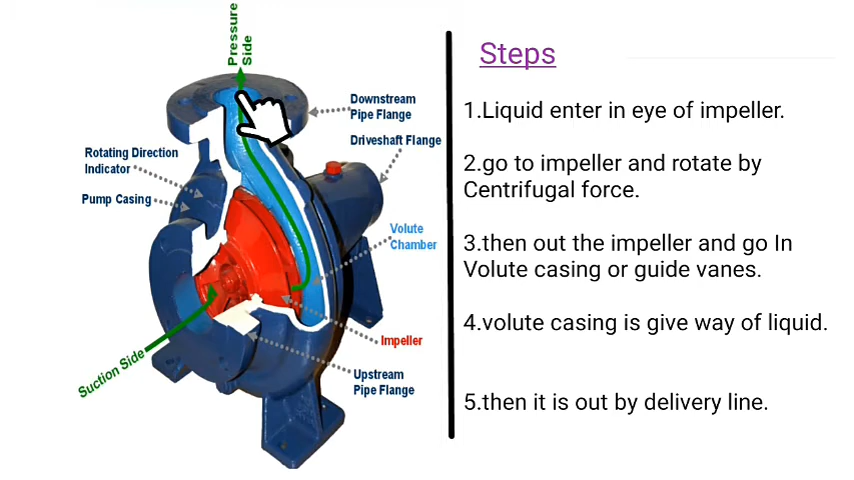 Pressure
Side
Downstream
Pipe Flange
Driveshaft Flange
Rotating Direction
Indicator
Pump Casing
Volute
Chamber
Impeller
Suction Side
Upstream
Pipe Flange
Steps
1.Liquid enter in eye of impeller.
2.go to impeller and rotate by
Centrifugal force.
3.then out the impeller and go In
Volute casing or guide vanes.
4.volute casing is give way of liquid.
5.then it is out by delivery line.